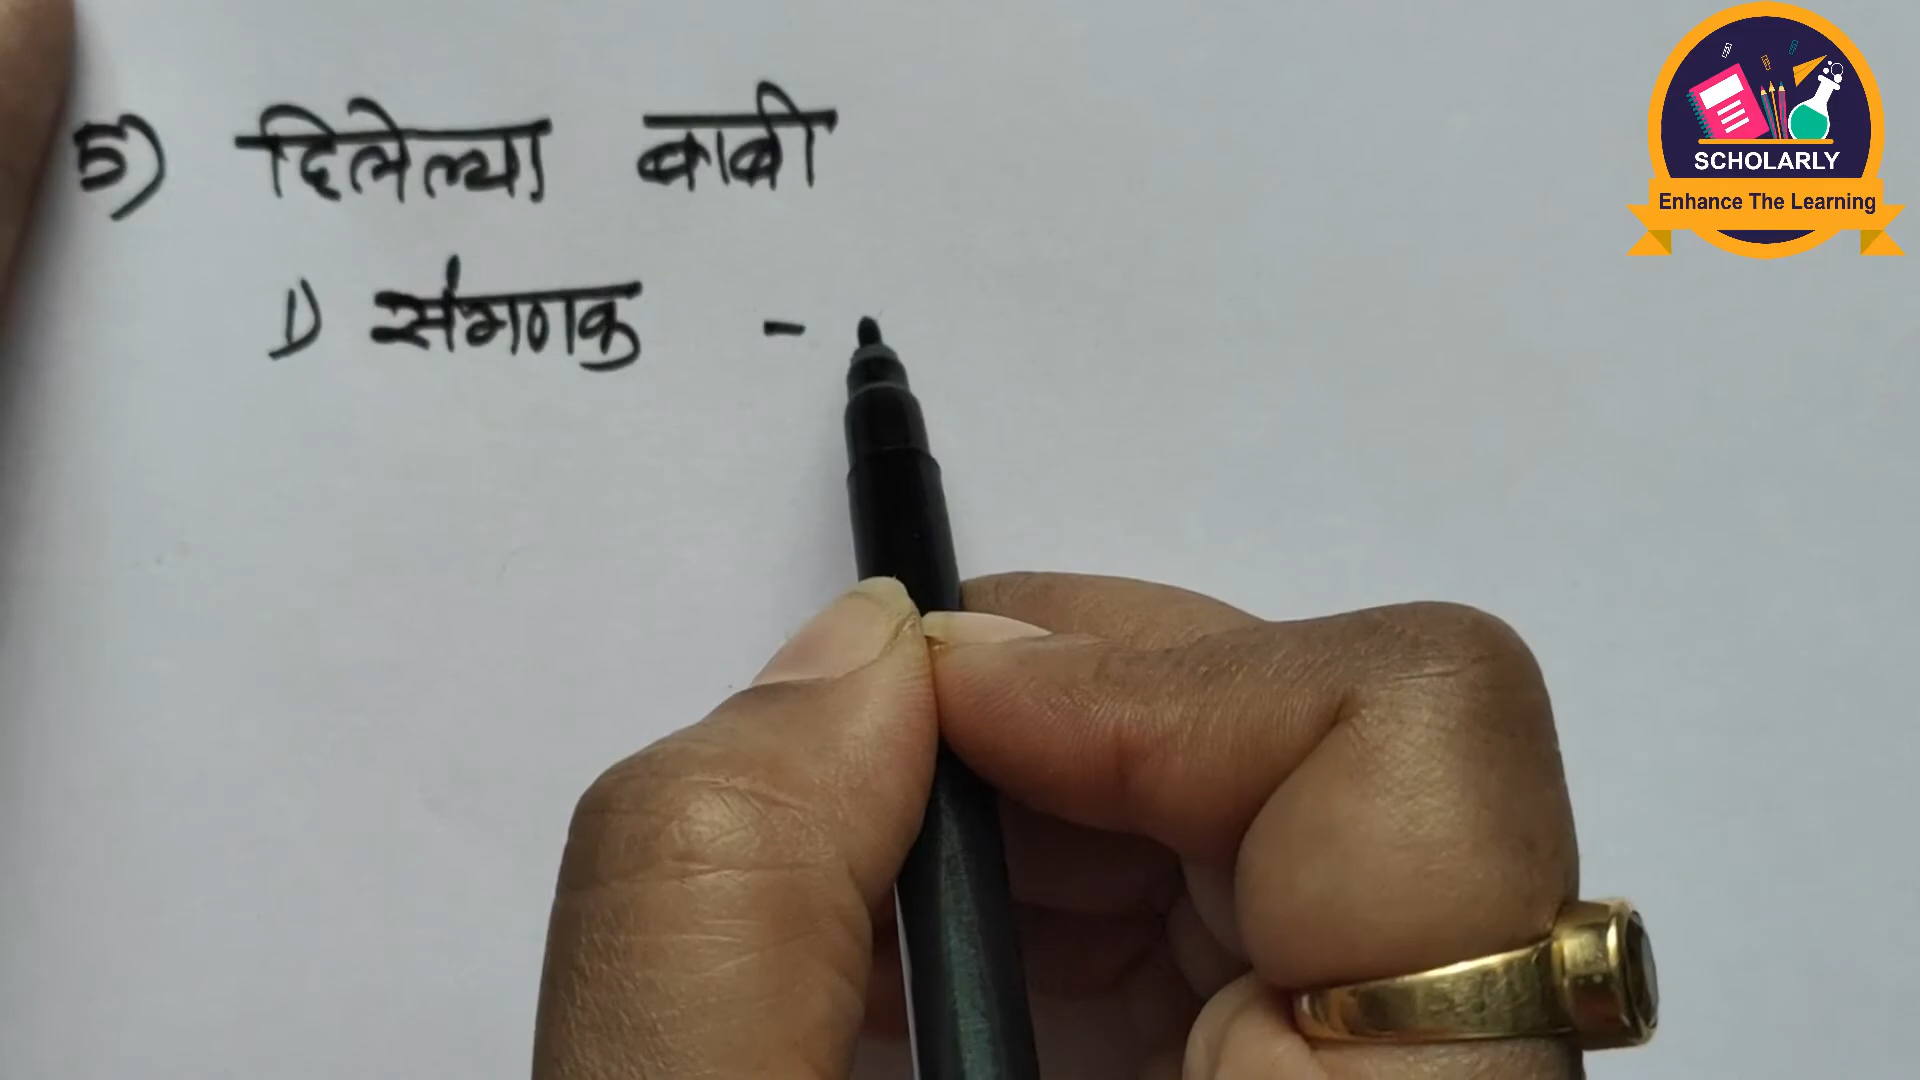 5) दिलेल्या बाबी
1) संगणक -
SCHOLARLY
Enhance The Learning